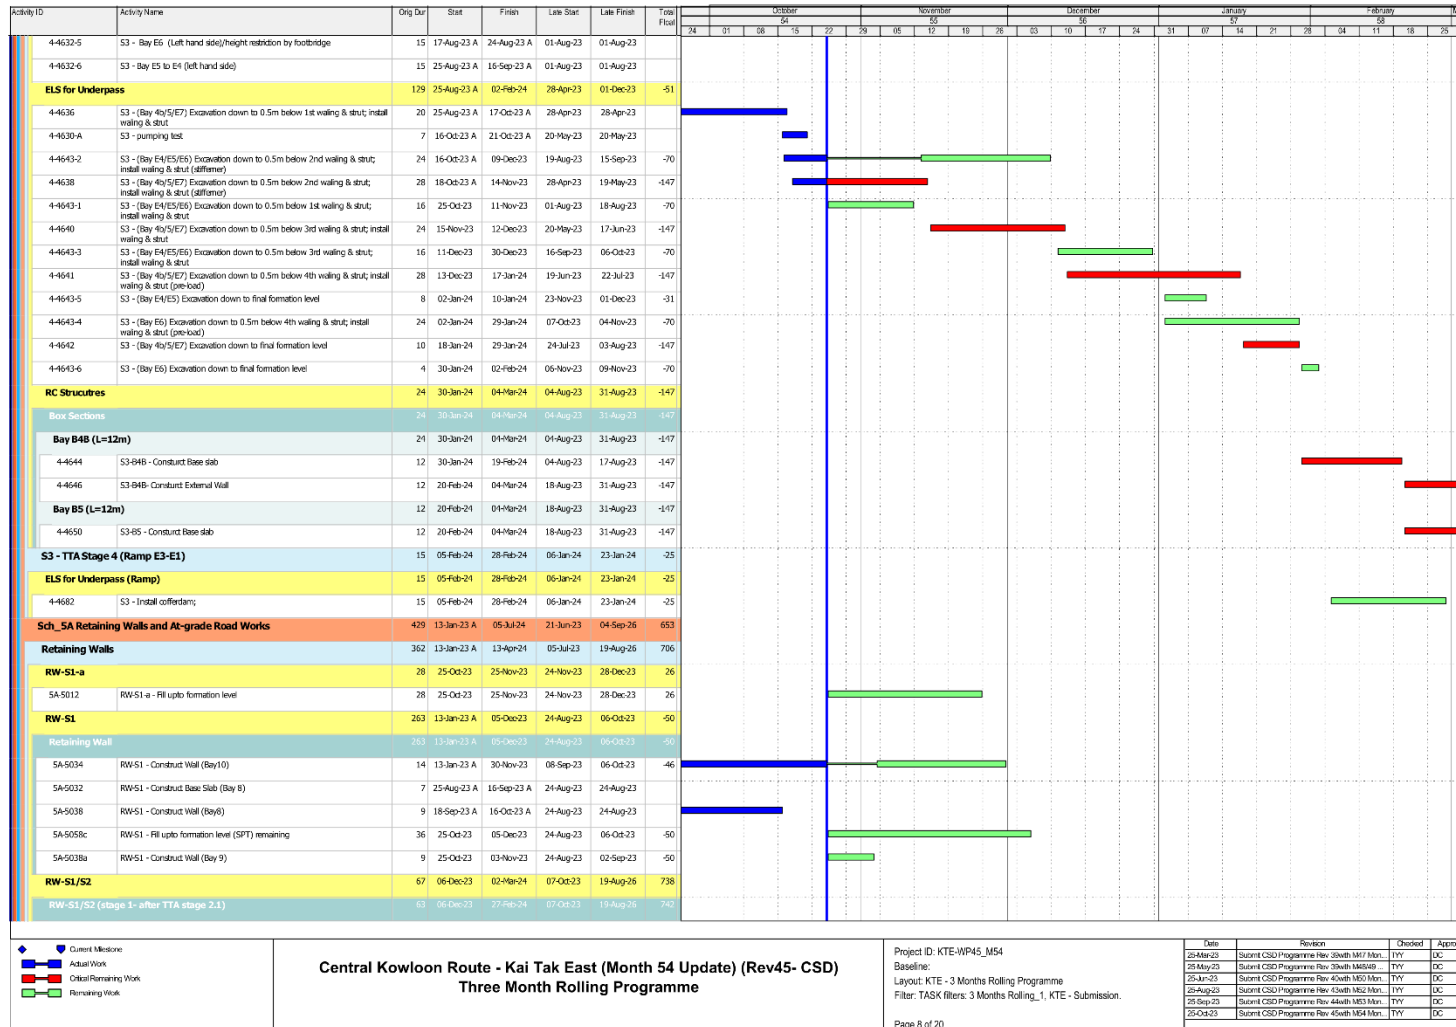 Activity ID Activity Name Orig Dur Start Finish Late Start Late Finish Total Float
October November December January February M
54 55 56 57 58
24 01 08 15 22 29 05 12 19 26 03 10 17 24 31 07 14 21 28 04 11 18 25
4-4632-5 S3 - Bay E6 (Left hand side)/height restriction by footbridge 15 17-Aug-23 A 24-Aug-23 A 01-Aug-23 01-Aug-23
4-4632-6 S3 - Bay E5 to E4 (left hand side) 15 25-Aug-23 A 16-Sep-23 A 01-Aug-23 01-Aug-23
ELS for Underpass 129 25-Aug-23 A 02-Feb-24 28-Apr-23 01-Dec-23 -51
4-4636 S3 - (Bay 4b/5/E7) Excavation down to 0.5m below 1st waling & strut; install waling & strut 20 25-Aug-23 A 17-Oct-23 A 28-Apr-23 28-Apr-23
4-4630-A S3 - pumping test 7 16-Oct-23 A 21-Oct-23 A 20-May-23 20-May-23
4-4643-2 S3 - (Bay E4/E5/E6) Excavation down to 0.5m below 2nd waling & strut; install waling & strut (stiffener) 24 16-Oct-23 A 09-Dec-23 19-Aug-23 15-Sep-23 -70
4-4638 S3 - (Bay 4b/5/E7) Excavation down to 0.5m below 2nd waling & strut; install waling & strut (stiffener) 28 18-Oct-23 A 14-Nov-23 28-Apr-23 19-May-23 -147
4-4643-1 S3 - (Bay E4/E5/E6) Excavation down to 0.5m below 1st waling & strut; install waling & strut 16 25-Oct-23 11-Nov-23 01-Aug-23 18-Aug-23 -70
4-4640 S3 - (Bay 4b/5/E7) Excavation down to 0.5m below 3rd waling & strut; install waling & strut 24 15-Nov-23 12-Dec-23 20-May-23 17-Jun-23 -147
4-4643-3 S3 - (Bay E4/E5/E6) Excavation down to 0.5m below 3rd waling & strut; install waling & strut 16 11-Dec-23 30-Dec-23 16-Sep-23 06-Oct-23 -70
4-4641 S3 - (Bay 4b/5/E7) Excavation down to 0.5m below 4th waling & strut; install waling & strut (pre-load) 28 13-Dec-23 17-Jan-24 19-Jun-23 22-Jul-23 -147
4-4643-5 S3 - (Bay E4/E5) Excavation down to final formation level 8 02-Jan-24 10-Jan-24 23-Nov-23 01-Dec-23 -31
4-4643-4 S3 - (Bay E6) Excavation down to 0.5m below 4th waling & strut; install waling & strut (pre-load) 24 02-Jan-24 29-Jan-24 07-Oct-23 04-Nov-23 -70
4-4642 S3 - (Bay 4b/5/E7) Excavation down to final formation level 10 18-Jan-24 29-Jan-24 24-Jul-23 03-Aug-23 -147
4-4643-6 S3 - (Bay E6) Excavation down to final formation level 4 30-Jan-24 02-Feb-24 06-Nov-23 09-Nov-23 -70
RC Strucutres 24 30-Jan-24 04-Mar-24 04-Aug-23 31-Aug-23 -147
Box Sections 24 30-Jan-24 04-Mar-24 04-Aug-23 31-Aug-23 -147
Bay B4B (L=12m) 24 30-Jan-24 04-Mar-24 04-Aug-23 31-Aug-23 -147
4-4644 S3-B4B - Consturct Base slab 12 30-Jan-24 19-Feb-24 04-Aug-23 17-Aug-23 -147
4-4646 S3-B4B- Consturct External Wall 12 20-Feb-24 04-Mar-24 18-Aug-23 31-Aug-23 -147
Bay B5 (L=12m) 12 20-Feb-24 04-Mar-24 18-Aug-23 31-Aug-23 -147
4-4650 S3-B5 - Consturct Base slab 12 20-Feb-24 04-Mar-24 18-Aug-23 31-Aug-23 -147
S3 - TTA Stage 4 (Ramp E3-E1) 15 05-Feb-24 28-Feb-24 06-Jan-24 23-Jan-24 -25
ELS for Underpass (Ramp) 15 05-Feb-24 28-Feb-24 06-Jan-24 23-Jan-24 -25
4-4682 S3 - Install cofferdam; 15 05-Feb-24 28-Feb-24 06-Jan-24 23-Jan-24 -25
Sch_5A Retaining Walls and At-grade Road Works 429 13-Jan-23 A 05-Jul-24 21-Jun-23 04-Sep-26 653
Retaining Walls 362 13-Jan-23 A 13-Apr-24 05-Jul-23 19-Aug-26 706
RW-S1-a 28 25-Oct-23 25-Nov-23 24-Nov-23 28-Dec-23 26
5A-5012 RW-S1-a - Fill upto formation level 28 25-Oct-23 25-Nov-23 24-Nov-23 28-Dec-23 26
RW-S1 263 13-Jan-23 A 05-Dec-23 24-Aug-23 06-Oct-23 -50
Retaining Wall 263 13-Jan-23 A 05-Dec-23 24-Aug-23 06-Oct-23 -50
5A-5034 RW-S1 - Construct Wall (Bay10) 14 13-Jan-23 A 30-Nov-23 08-Sep-23 06-Oct-23 -46
5A-5032 RW-S1 - Construct Base Slab (Bay 8) 7 25-Aug-23 A 16-Sep-23 A 24-Aug-23 24-Aug-23
5A-5038 RW-S1 - Construct Wall (Bay8) 9 18-Sep-23 A 16-Oct-23 A 24-Aug-23 24-Aug-23
5A-5058c RW-S1 - Fill upto formation level (SPT) remaining 36 25-Oct-23 05-Dec-23 24-Aug-23 06-Oct-23 -50
5A-5038a RW-S1 - Construct Wall (Bay 9) 9 25-Oct-23 03-Nov-23 24-Aug-23 02-Sep-23 -50
RW-S1/S2 67 06-Dec-23 02-Mar-24 07-Oct-23 19-Aug-26 738
RW-S1/S2 (stage 1- after TTA stage 2.1) 63 06-Dec-23 27-Feb-24 07-Oct-23 19-Aug-26 742
Current Milestone
Actual Work
Critical Remaining Work
Remaining Work
Central Kowloon Route - Kai Tak East (Month 54 Update) (Rev45- CSD)
Three Month Rolling Programme
Project ID: KTE-WP45_M54
Baseline:
Layout: KTE - 3 Months Rolling Programme
Filter: TASK filters: 3 Months Rolling_1, KTE - Submission.
Page 8 of 20
Date Revision Checked Appro
25-Mar-23 Submit CSD Programme Rev 39with M47 Mon... TYY DC
25-May-23 Submit CSD Programme Rev 39with M48/49 ... TYY DC
25-Jun-23 Submit CSD Programme Rev 40with M50 Mon... TYY DC
25-Aug-23 Submit CSD Programme Rev 43with M52 Mon... TYY DC
25-Sep-23 Submit CSD Programme Rev 44with M53 Mon... TYY DC
25-Oct-23 Submit CSD Programme Rev 45with M54 Mon... TYY DC